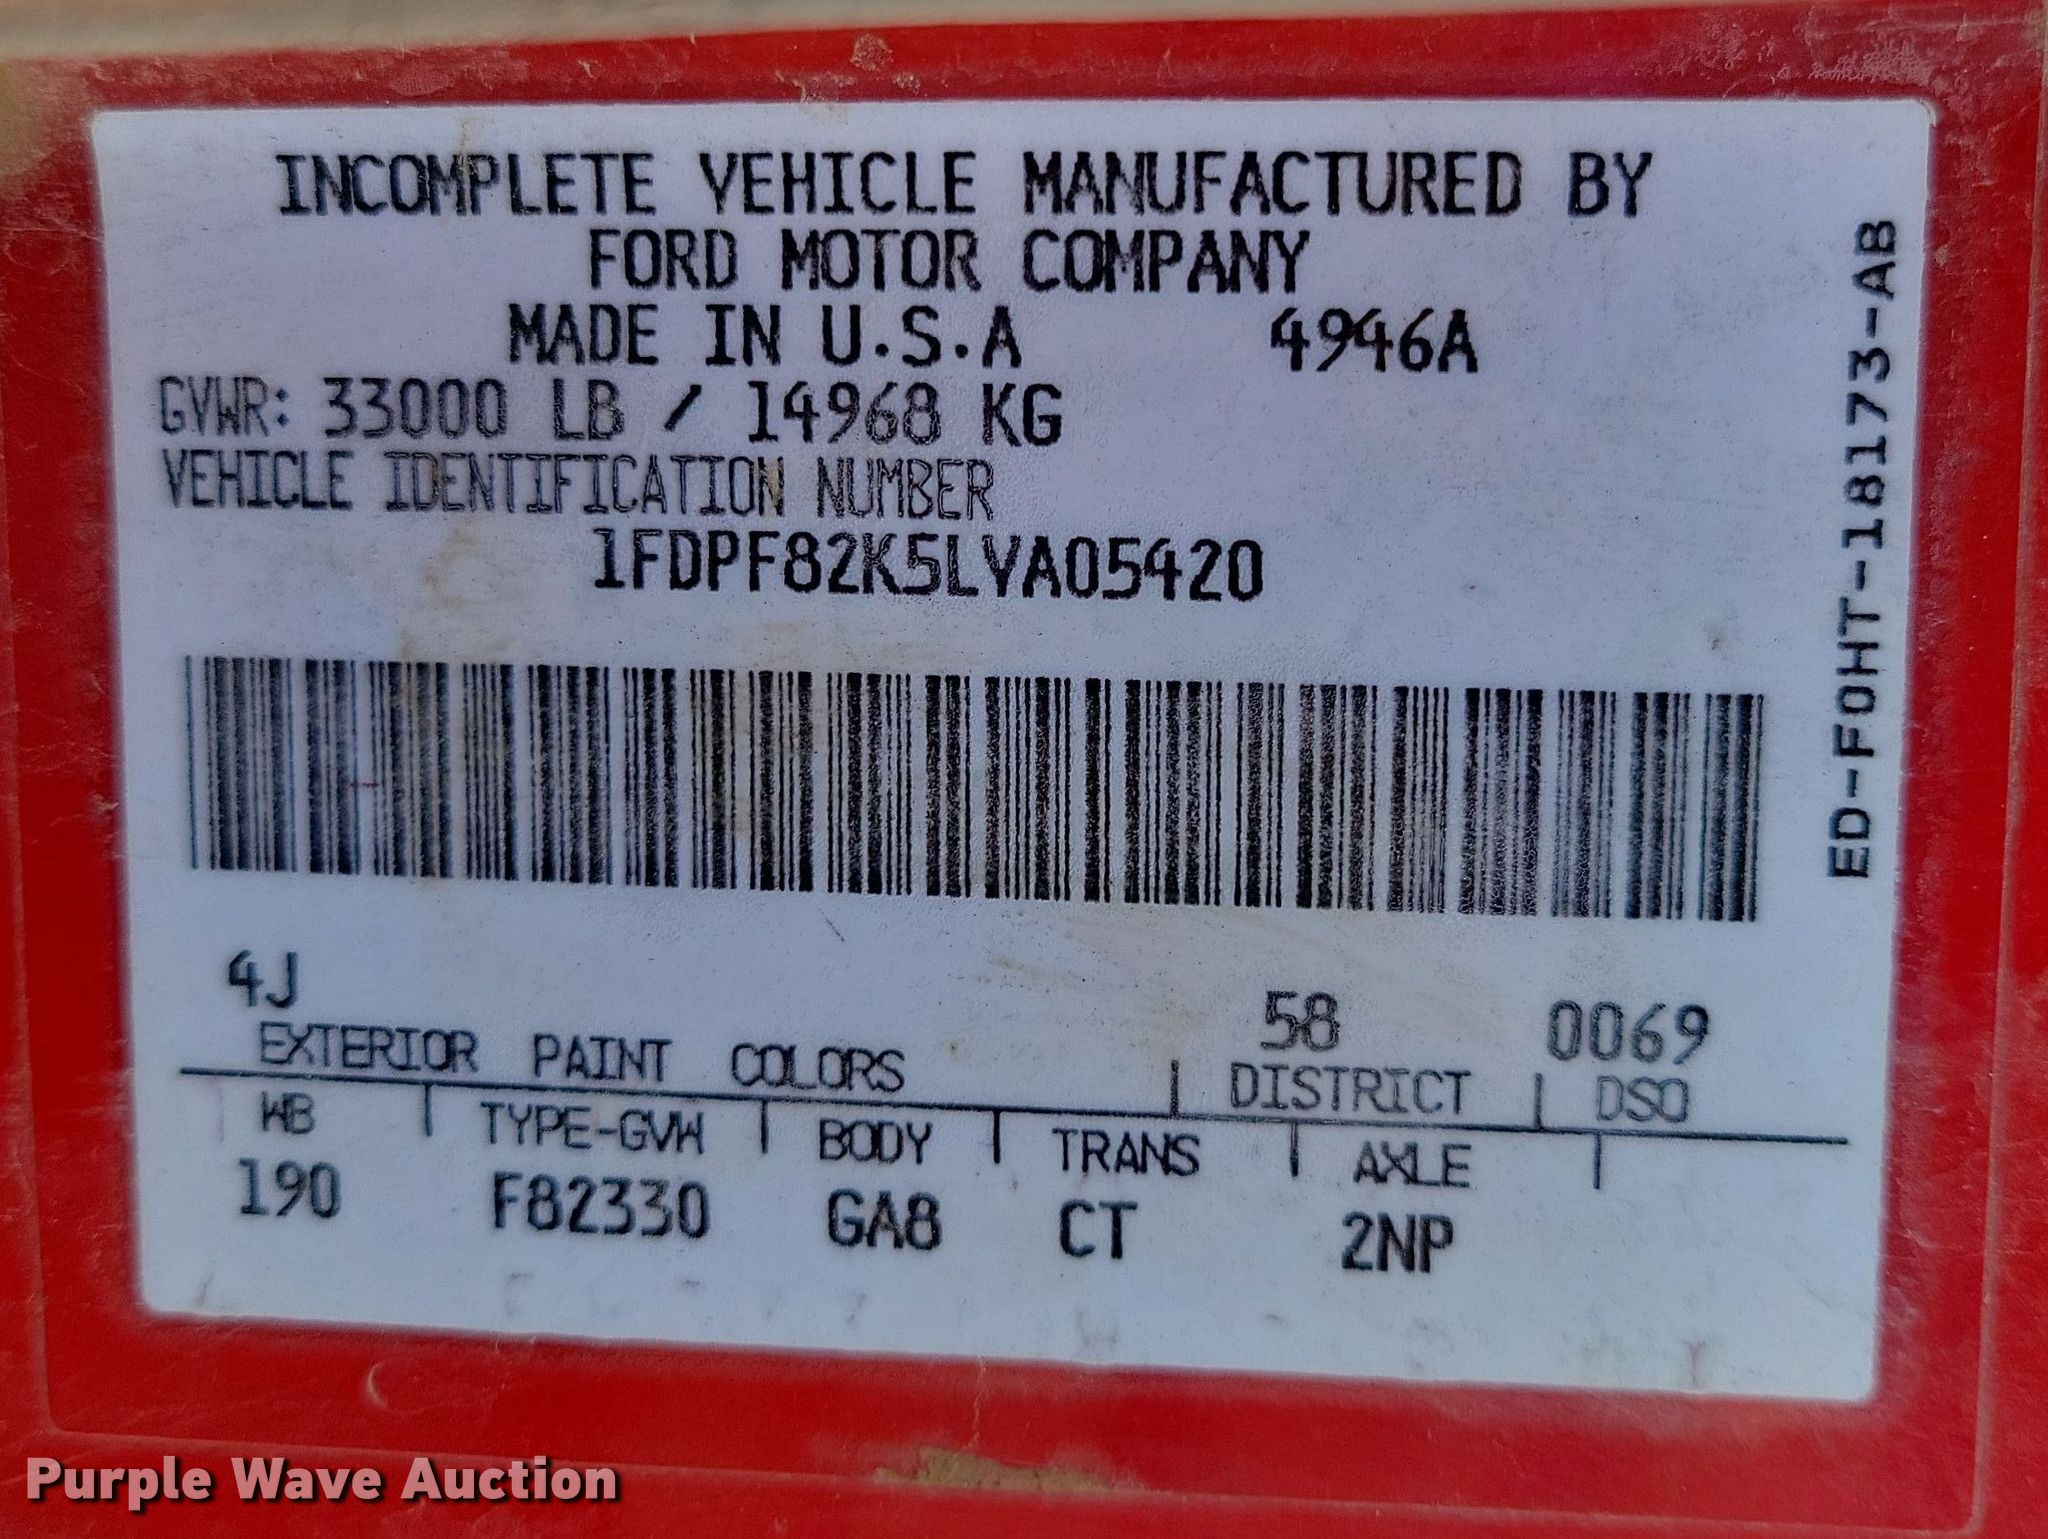 INCOMPLETE VEHICLE MANUFACTURED BY
FORD MOTOR COMPANY
MADE IN U.S.A 4946A
GVWR: 33000 LB / 14968 KG
VEHICLE IDENTIFICATION NUMBER
1FDPF82K5LVA05420
ED-F0HT-18173-AB
4J 58 0069
EXTERIOR PAINT COLORS DISTRICT DSO
WB TYPE-GVW BODY TRANS AXLE
190 F82330 GA8 CT 2NP
Purple Wave Auction